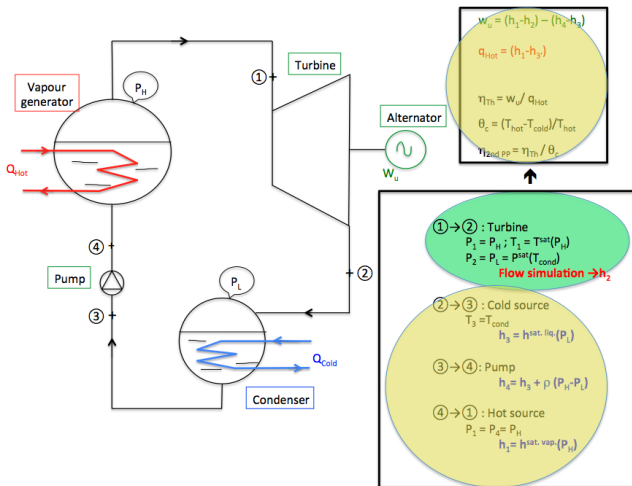 w_u = (h_1-h_2) – (h_4-h_3)
q_Hot = (h_1-h_3')
η_Th = w_u / q_Hot
θ_c = (T_hot-T_cold)/T_hot
η_2nd PP = η_Th / θ_c
Turbine
①
Vapour
generator
P_H
Alternator
W_u
Q_Hot
④
Pump
③
P_L
②
Q_Cold
Condenser
①→② : Turbine
P_1 = P_H ; T_1 = T^sat(P_H)
P_2 = P_L = P^sat(T_cond)
Flow simulation →h_2
②→③ : Cold source
T_3 =T_cond
h_3 = h^sat. liq.(P_L)
③→④: Pump
h_4= h_3 + ρ (P_H-P_L)
④→① : Hot source
P_1 = P_4= P_H
h_1= h^sat. vap.(P_H)